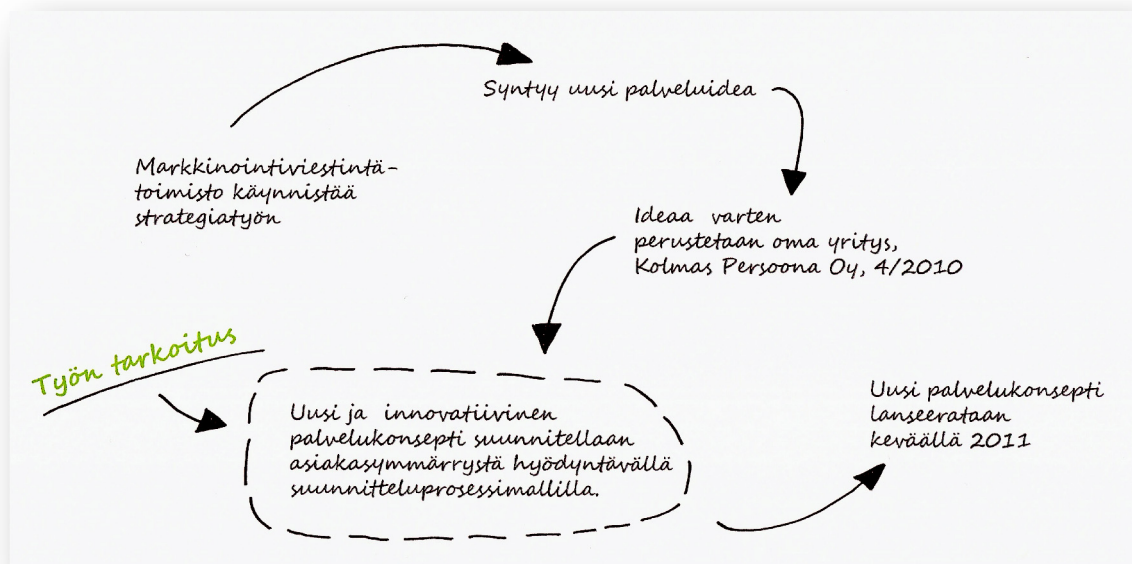 Syntyy uusi palveluidea
Markkinointiviestintä-
toimisto käynnistää
strategiatyön
Ideaa varten
perustetaan oma yritys,
Kolmas Persoona Oy, 4/2010
Työn tarkoitus
Uusi ja innovatiivinen
palvelukonsepti suunnitellaan
asiakasymmärrystä hyödyntävällä
suunnitteluprosessimallilla.
Uusi palvelukonsepti
lanseerataan
keväällä 2011